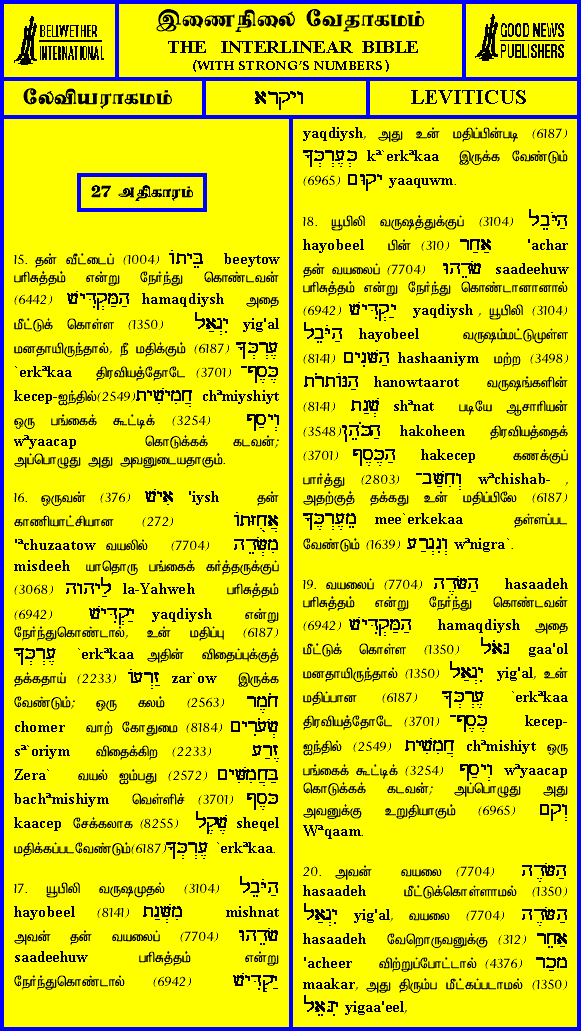 BELLWETHER
INTERNATIONAL
இணைநிலை வேதாகமம்
THE INTERLINEAR BIBLE
(WITH STRONG'S NUMBERS)
GOOD NEWS
PUBLISHERS
லேவியராகமம்
ויקרא
LEVITICUS
27 அதிகாரம்
15. தன் வீட்டைப் (1004) בֵּיתוֹ beeytow
பரிசுத்தம் என்று நேர்ந்து கொண்டவன்
(6442) הַמַּקְדִּישׁ hamaqdiysh அதை
மீட்டுக் கொள்ள (1350) יִגְאַל yig'al
மனதாயிருந்தால், நீ மதிக்கும் (6187) עֶרְכְּךָ
`erkªkaa திரவியத்தோடே (3701) כֶּסֶף־
kecep-ஐந்தில்(2549) חֲמִישִׁית chªmiyshiyt
ஒரு பங்கைக் கூட்டிக் (3254) וְיָסַף
wªyaacap கொடுக்கக் கடவன்;
அப்பொழுது அது அவனுடையதாகும்.
16. ஒருவன் (376) אִישׁ 'iysh தன்
காணியாட்சியான (272) אֲחֻזָּתוֹ
'ªchuzaatow வயலில் (7704) מִשְּׂדֵה
misdeeh யாதொரு பங்கைக் கர்த்தருக்குப்
(3068) לַיהוה la-Yahweh பரிசுத்தம்
(6942) יַקְדִּישׁ yaqdiysh என்று
நேர்ந்துகொண்டால், உன் மதிப்பு (6187)
עֶרְכְּךָ `erkªkaa அதின் விதைப்புக்குத்
தக்கதாய் (2233) זַרְעוֹ zar`ow இருக்க
வேண்டும்; ஒரு கலம் (2563) חֹמֶר
chomer வாற் கோதுமை (8184) שְׂעֹרִים
sª`oriym விதைக்கிற (2233) זֶרַע
Zera` வயல் ஐம்பது (2572) בַּחֲמִשִּׁים
bachªmishiym வெள்ளிச் (3701) כֶּסֶף
kaacep சேக்கலாக (8255) שֶׁקֶל sheqel
மதிக்கப்படவேண்டும்(6187) עֶרְכְּךָ `erkªkaa.
17. யூபிலி வருஷமுதல் (3104) הַיֹּבֵל
hayobeel (8141) מִשְּׁנַת mishnat
அவன் தன் வயலைப் (7704) שָׂדֵהוּ
saadeehuw பரிசுத்தம் என்று
நேர்ந்துகொண்டால் (6942) יַקְדִּישׁ
yaqdiysh, அது உன் மதிப்பின்படி (6187)
כְּעֶרְכְּךָ kª`erkªkaa இருக்க வேண்டும்
(6965) יָקוּם yaaquwm.
18. யூபிலி வருஷத்துக்குப் (3104) הַיֹּבֵל
hayobeel பின் (310) אַחַר 'achar
தன் வயலைப் (7704) שָׂדֵהוּ saadeehuw
பரிசுத்தம் என்று நேர்ந்து கொண்டானானால்
(6942) יַקְדִּישׁ yaqdiysh , யூபிலி (3104)
הַיֹּבֵל hayobeel வருஷம்மட்டுமுள்ள
(8141) הַשָּׁנִים hashaaniym மற்ற (3498)
הַנּוֹתָרֹת hanowtaarot வருஷங்களின்
(8141) שְׁנַת shªnat படியே ஆசாரியன்
(3548) הַכֹּהֵן hakoheen திரவியத்தைக்
(3701) הַכֶּסֶף hakecep கணக்குப்
பார்த்து (2803) וְחִשַּׁב־ wªchishab- ,
அதற்குத் தக்கது உன் மதிப்பிலே (6187)
מֵעֶרְכֶּךָ mee`erkekaa தள்ளப்பட
வேண்டும் (1639) וְנִגְרַע wªnigra`.
19. வயலைப் (7704) הַשָּׂדֶה hasaadeh
பரிசுத்தம் என்று நேர்ந்து கொண்டவன்
(6942) הַמַּקְדִּישׁ hamaqdiysh அதை
மீட்டுக் கொள்ள (1350) גָּאֹל gaa'ol
மனதாயிருந்தால் (1350) יִגְאַל yig'al, உன்
மதிப்பான (6187) עֶרְכְּךָ `erkªkaa
திரவியத்தோடே (3701) כֶּסֶף־ kecep-
ஐந்தில் (2549) חֲמִשִׁית chªmishiyt ஒரு
பங்கைக் கூட்டிக் (3254) וְיָסַף wªyaacap
கொடுக்கக் கடவன்; அப்பொழுது அது
அவனுக்கு உறுதியாகும் (6965) וְקָם
Wªqaam.
20. அவன் வயலை (7704) הַשָּׂדֶה
hasaadeh மீட்டுக்கொள்ளாமல் (1350)
יִגְאַל yig'al, வயலை (7704) הַשָּׂדֶה
hasaadeh வேறொருவனுக்கு (312) אַחֵר
'acheer விற்றுப்போட்டால் (4376) מָכַר
maakar, அது திரும்ப மீட்கப்படாமல் (1350)
יִגָּאֵל yigaa'eel,